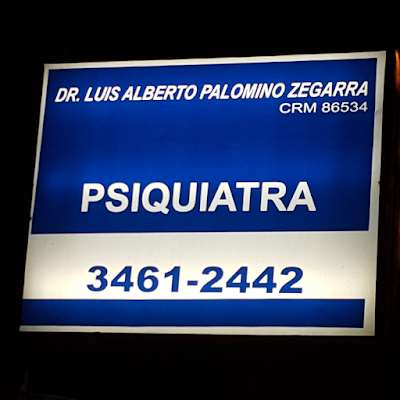 DR. LUIS ALBERTO PALOMINO ZEGARRA
CRM 86534
PSIQUIATRA
3461-2442